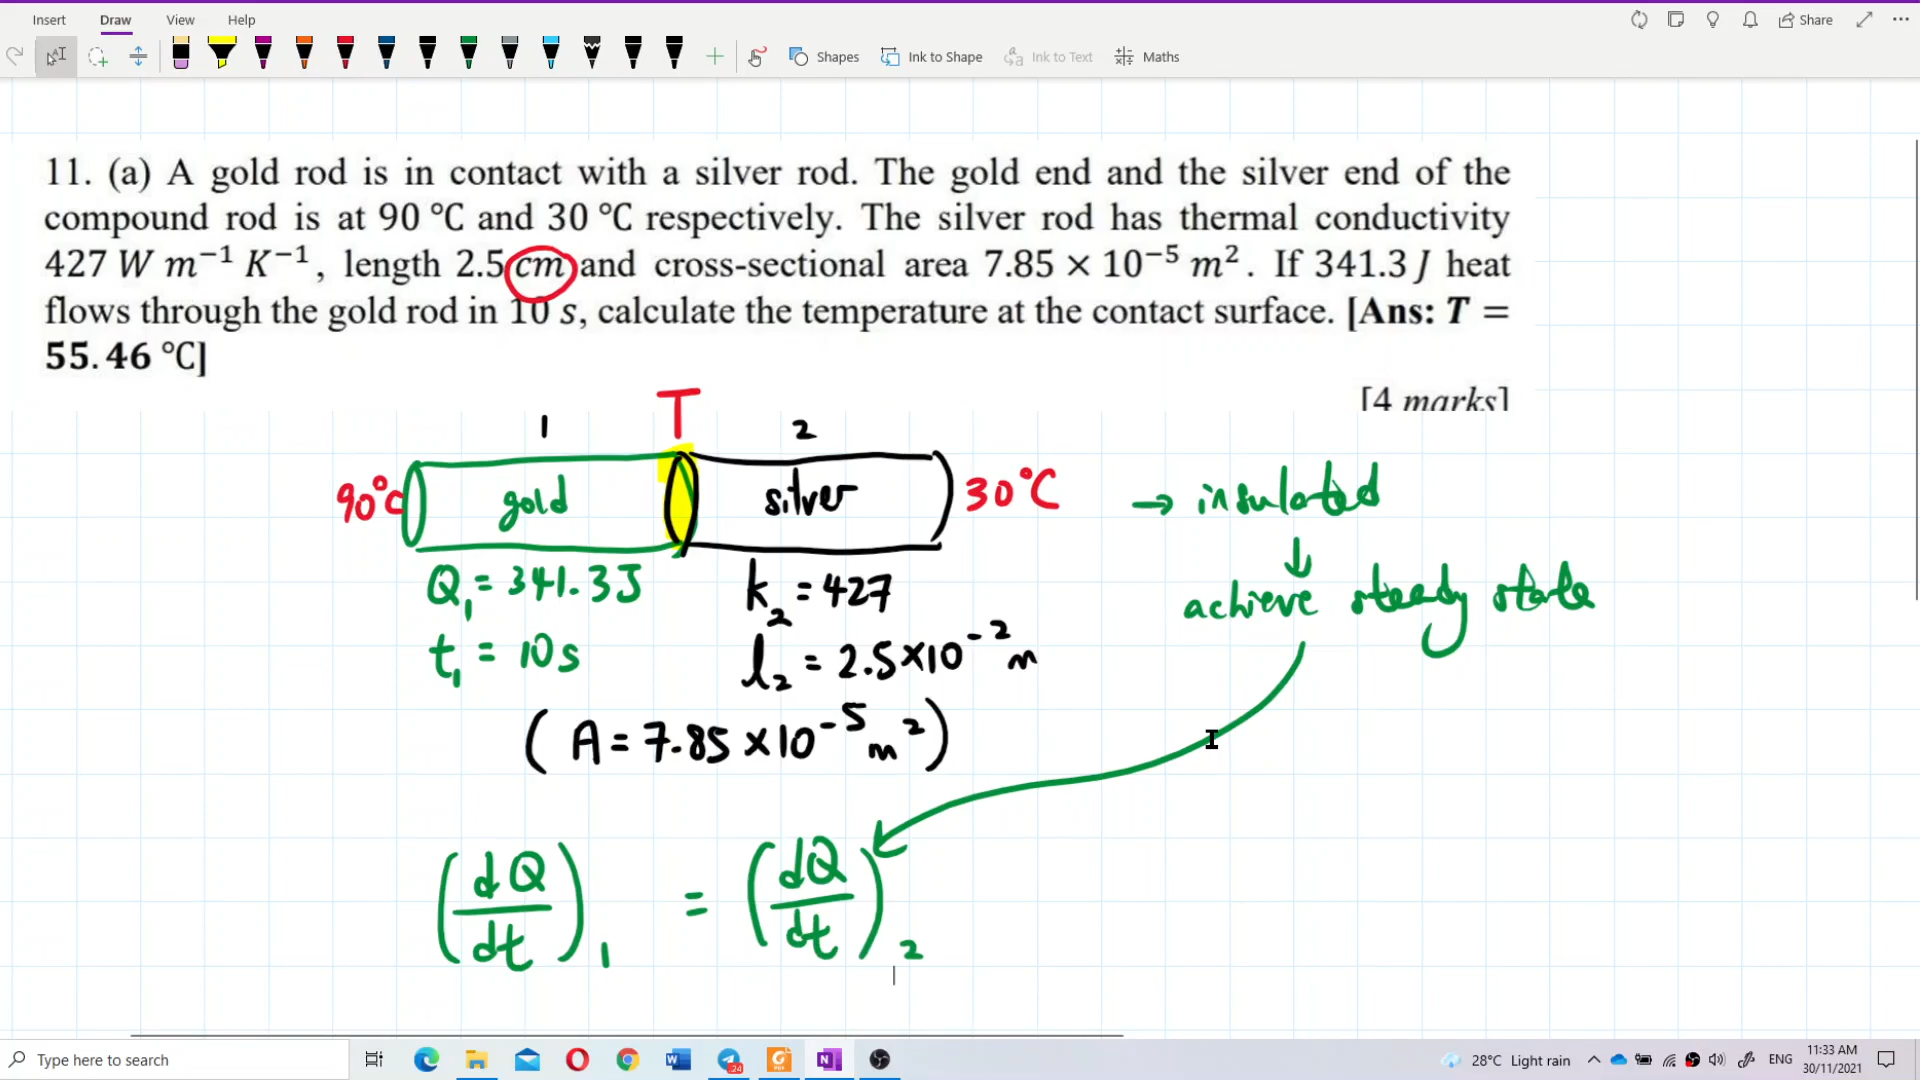 Insert Draw View Help
Share
Shapes Ink to Shape Ink to Text Maths
11. (a) A gold rod is in contact with a silver rod. The gold end and the silver end of the
compound rod is at 90 °C and 30 °C respectively. The silver rod has thermal conductivity
427 W m⁻¹ K⁻¹, length 2.5 cm and cross-sectional area 7.85 × 10⁻⁵ m². If 341.3 J heat
flows through the gold rod in 10 s, calculate the temperature at the contact surface. [Ans: T =
55.46 °C]
[4 marks]
T
1 2
90°C gold silver 30°C → insulated
↓
achieve steady state
Q₁ = 341.3J k₂ = 427
t₁ = 10s l₂ = 2.5×10⁻² m
( A = 7.85 ×10⁻⁵ m² )
(dQ/dt)₁ = (dQ/dt)₂
Type here to search
24
28°C Light rain
ENG
11:33 AM
30/11/2021